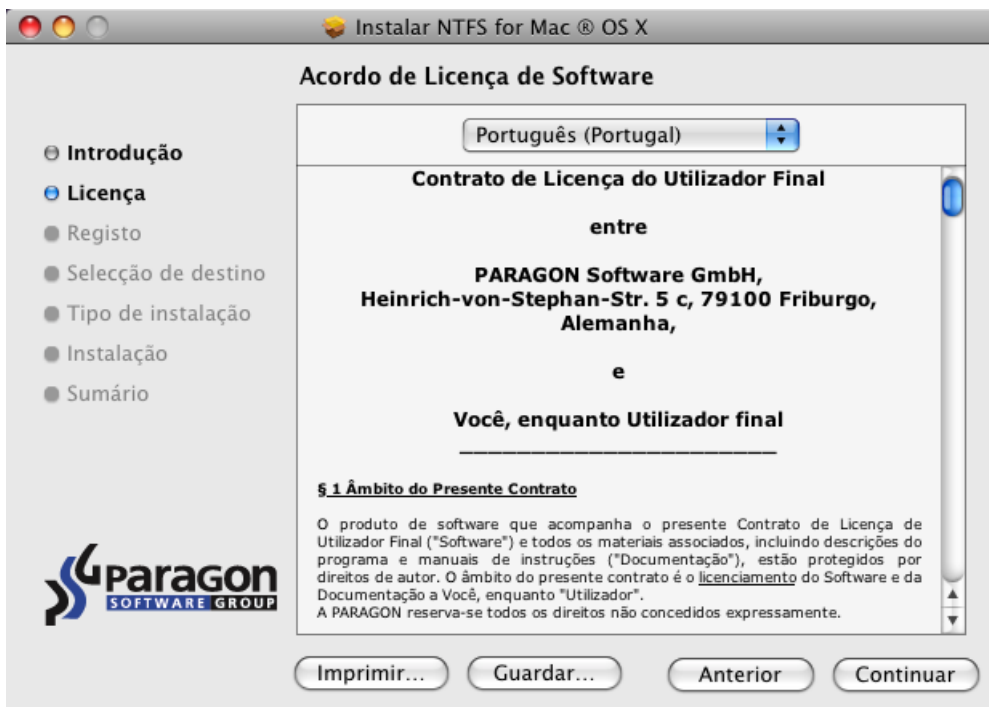 Instalar NTFS for Mac ® OS X
Acordo de Licença de Software
Introdução
Licença
Registo
Selecção de destino
Tipo de instalação
Instalação
Sumário
Português (Portugal)
Contrato de Licença do Utilizador Final
entre
PARAGON Software GmbH,
Heinrich-von-Stephan-Str. 5 c, 79100 Friburgo,
Alemanha,
e
Você, enquanto Utilizador final
§ 1 Âmbito do Presente Contrato
O produto de software que acompanha o presente Contrato de Licença de
Utilizador Final ("Software") e todos os materiais associados, incluindo descrições do
programa e manuais de instruções ("Documentação"), estão protegidos por
direitos de autor. O âmbito do presente contrato é o licenciamento do Software e da
Documentação a Você, enquanto "Utilizador".
A PARAGON reserva-se todos os direitos não concedidos expressamente.
Paragon
SOFTWARE GROUP
Imprimir... Guardar... Anterior Continuar